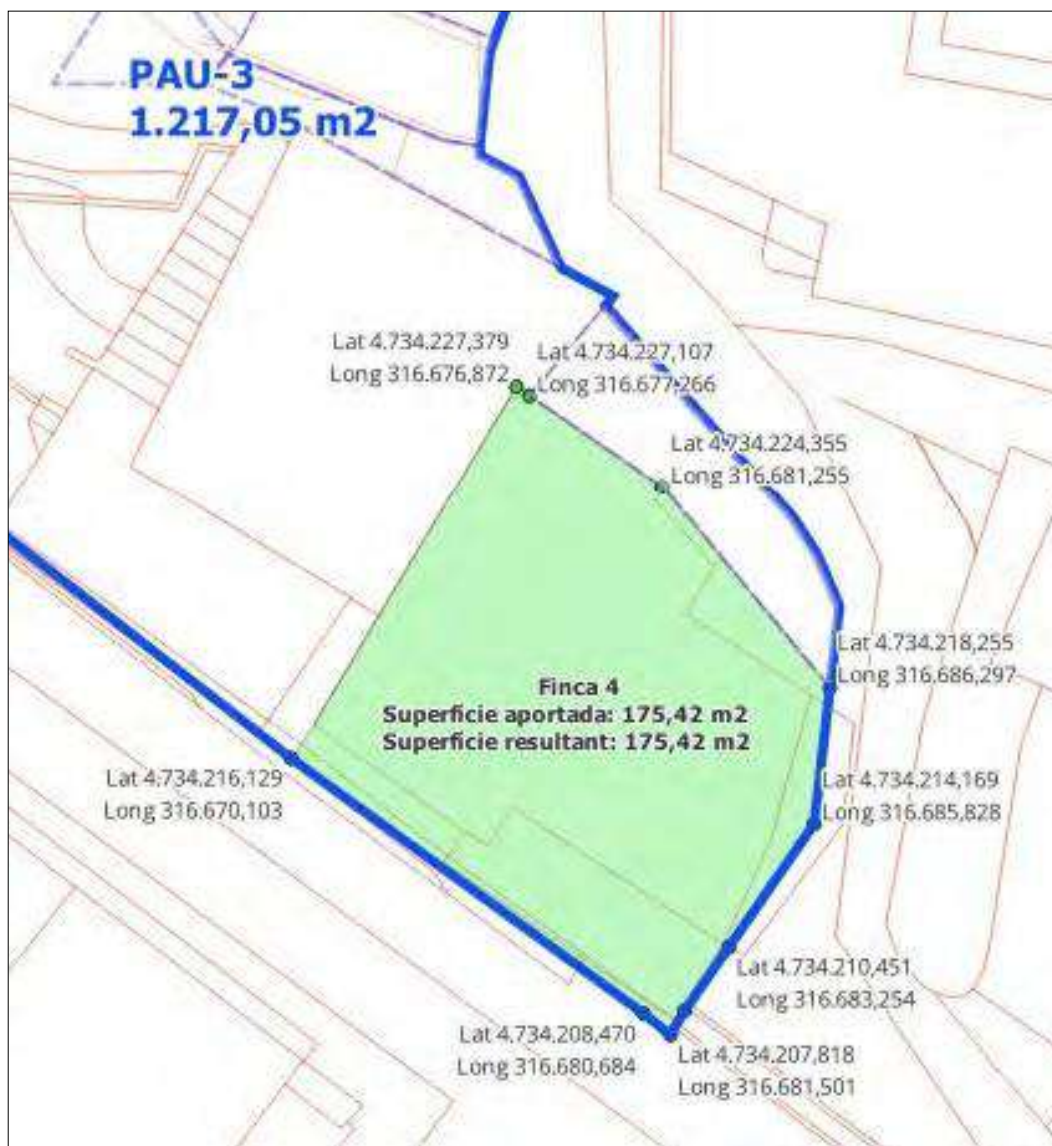 PAU-3
1.217,05 m2
Lat 4.734.227,379
Long 316.676,872
Lat 4.734.227,107
Long 316.677,266
Lat 4.734.224,355
Long 316.681,255
Lat 4.734.218,255
Long 316.686,297
Finca 4
Superficie aportada: 175,42 m2
Superficie resultant: 175,42 m2
Lat 4.734.216,129
Long 316.670,103
Lat 4.734.214,169
Long 316.685,828
Lat 4.734.210,451
Long 316.683,254
Lat 4.734.208,470
Long 316.680,684
Lat 4.734.207,818
Long 316.681,501